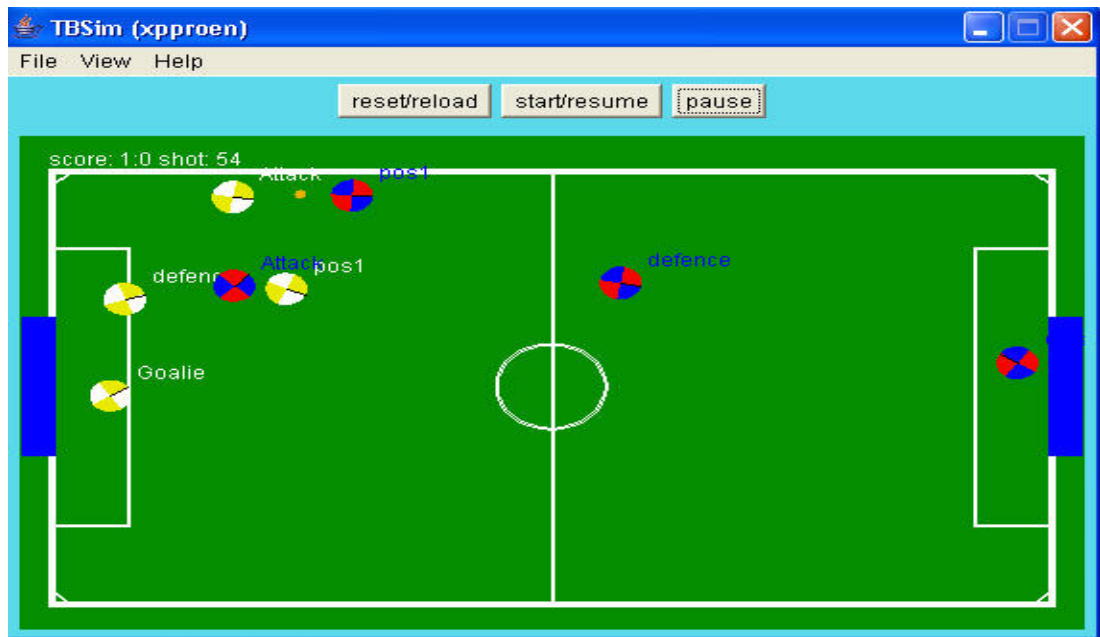 TBSim (xpproen)
File View Help
reset/reload start/resume pause
score: 1:0 shot: 54
Attack pos1
Attack pos1 defence
defenc
Goalie